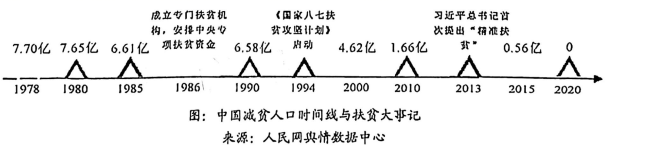 成立专门扶贫机
构，安排中央专
项扶贫资金
《国家八七扶
贫攻坚计划》
启动
习近平总书记首
次提出“精准扶
贫”
7.70亿 7.65亿 6.61亿 6.58亿 4.62亿 1.66亿 0.56亿 0
1978 1980 1985 1986 1990 1994 2000 2010 2013 2015 2020
图：中国减贫人口时间线与扶贫大事记
来源：人民网舆情数据中心